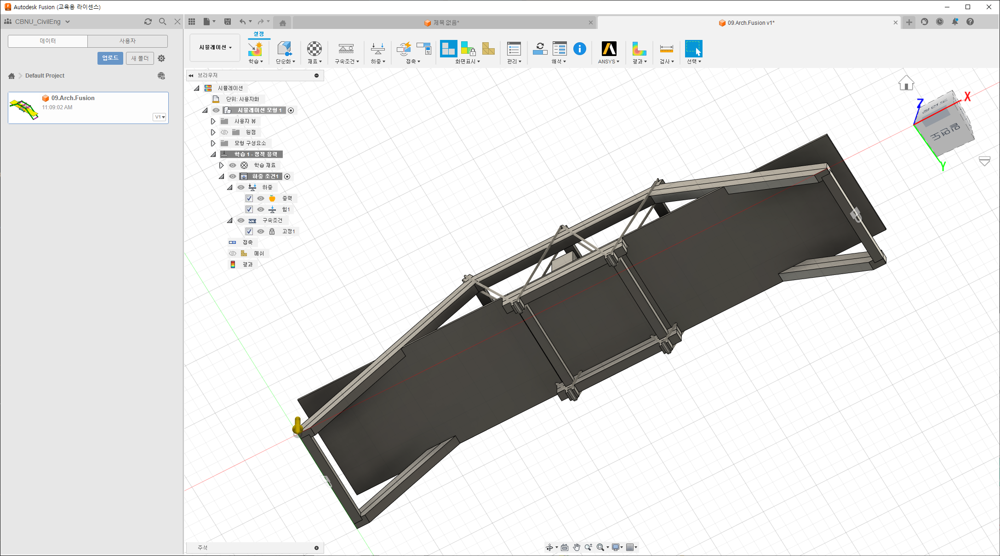 Autodesk Fusion (교육용 라이센스)
CBNU_CivilEng
제목 없음*
09.Arch.Fusion v1*
데이터
사용자
업로드
새 폴더
Default Project
09.Arch.Fusion
11:09:02 AM
V1
설정
시뮬레이션
학습
단순화
재료
구속조건
하중
접촉
화면표시
관리
해석
ANSYS
결과
검사
선택
브라우저
시뮬레이션
단위: 사용자화
시뮬레이션 모형 1
사용자 뷰
원점
모형 구성요소
학습 1 - 정적 응력
학습 재료
하중 조건1
하중
중력
힘1
구속조건
고정1
접촉
메쉬
결과
X
Z
Y
주석